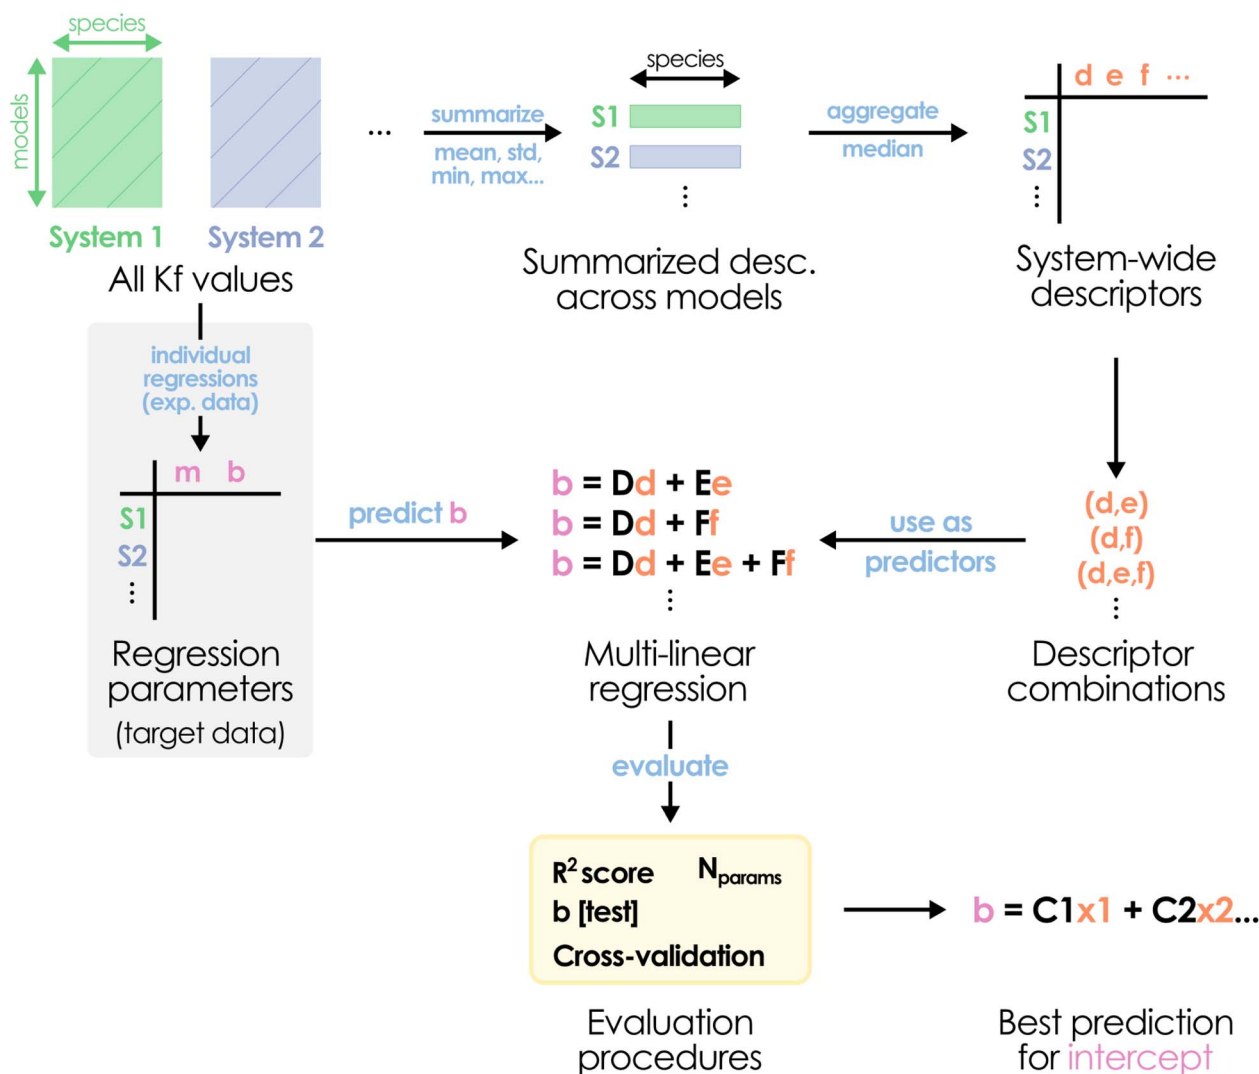 species
models
System 1
System 2
...
All Kf values
summarize
mean, std,
min, max...
species
S1
S2
⋮
Summarized desc.
across models
aggregate
median
d e f ...
S1
S2
⋮
System-wide
descriptors
individual
regressions
(exp. data)
m b
S1
S2
⋮
Regression
parameters
(target data)
predict b
b = Dd + Ee
b = Dd + Ff
b = Dd + Ee + Ff
⋮
Multi-linear
regression
use as
predictors
(d,e)
(d,f)
(d,e,f)
⋮
Descriptor
combinations
evaluate
R² score N_params
b [test]
Cross-validation
Evaluation
procedures
b = C1x1 + C2x2...
Best prediction
for intercept